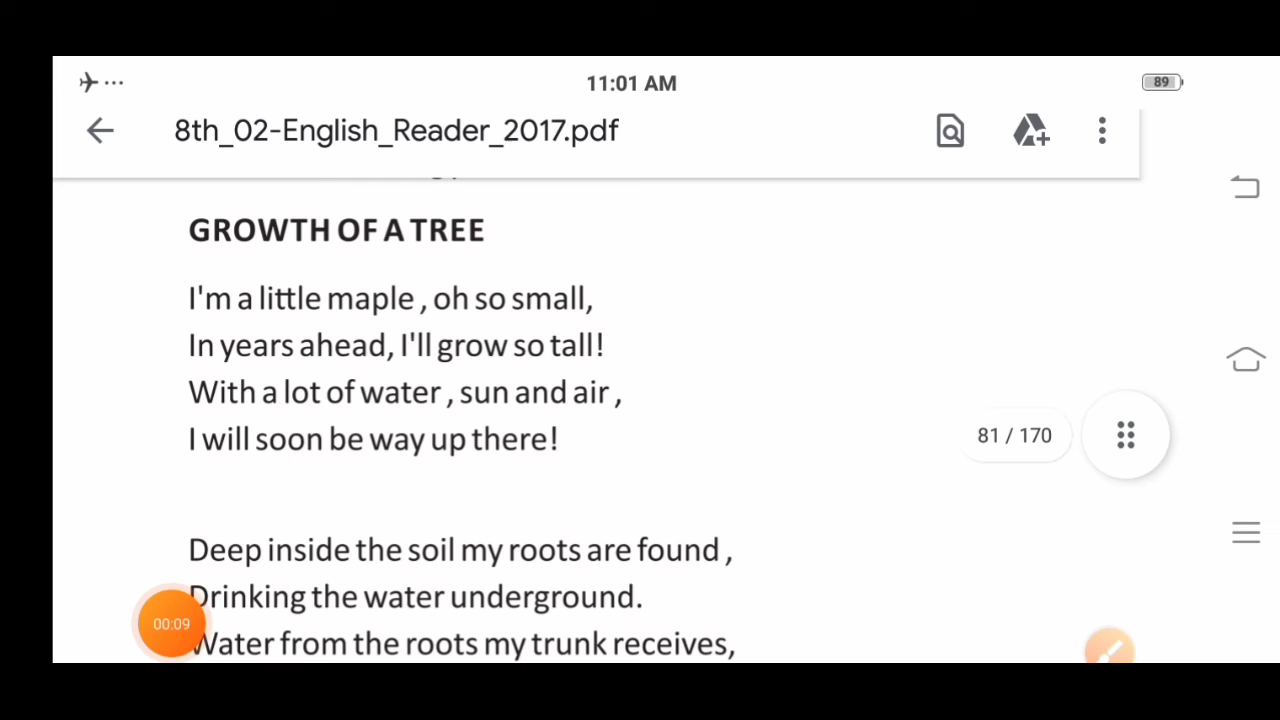 11:01 AM
89
8th_02-English_Reader_2017.pdf
GROWTH OF A TREE
I'm a little maple , oh so small,
In years ahead, I'll grow so tall!
With a lot of water , sun and air ,
I will soon be way up there!
81 / 170
Deep inside the soil my roots are found ,
Drinking the water underground.
00:09
Water from the roots my trunk receives,